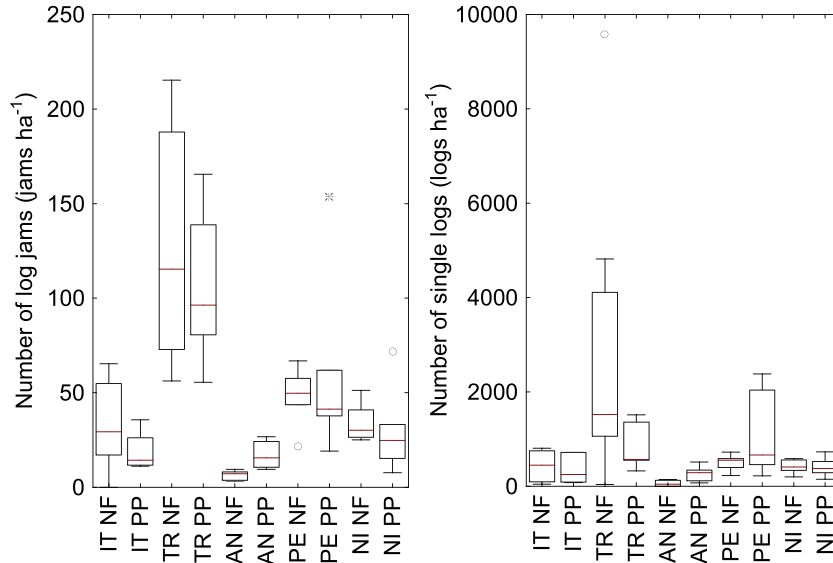 250
200
150
100
50
0
Number of log jams (jams ha⁻¹)
IT NF
IT PP
TR NF
TR PP
AN NF
AN PP
PE NF
PE PP
NI NF
NI PP
10000
8000
6000
4000
2000
0
Number of single logs (logs ha⁻¹)
IT NF
IT PP
TR NF
TR PP
AN NF
AN PP
PE NF
PE PP
NI NF
NI PP